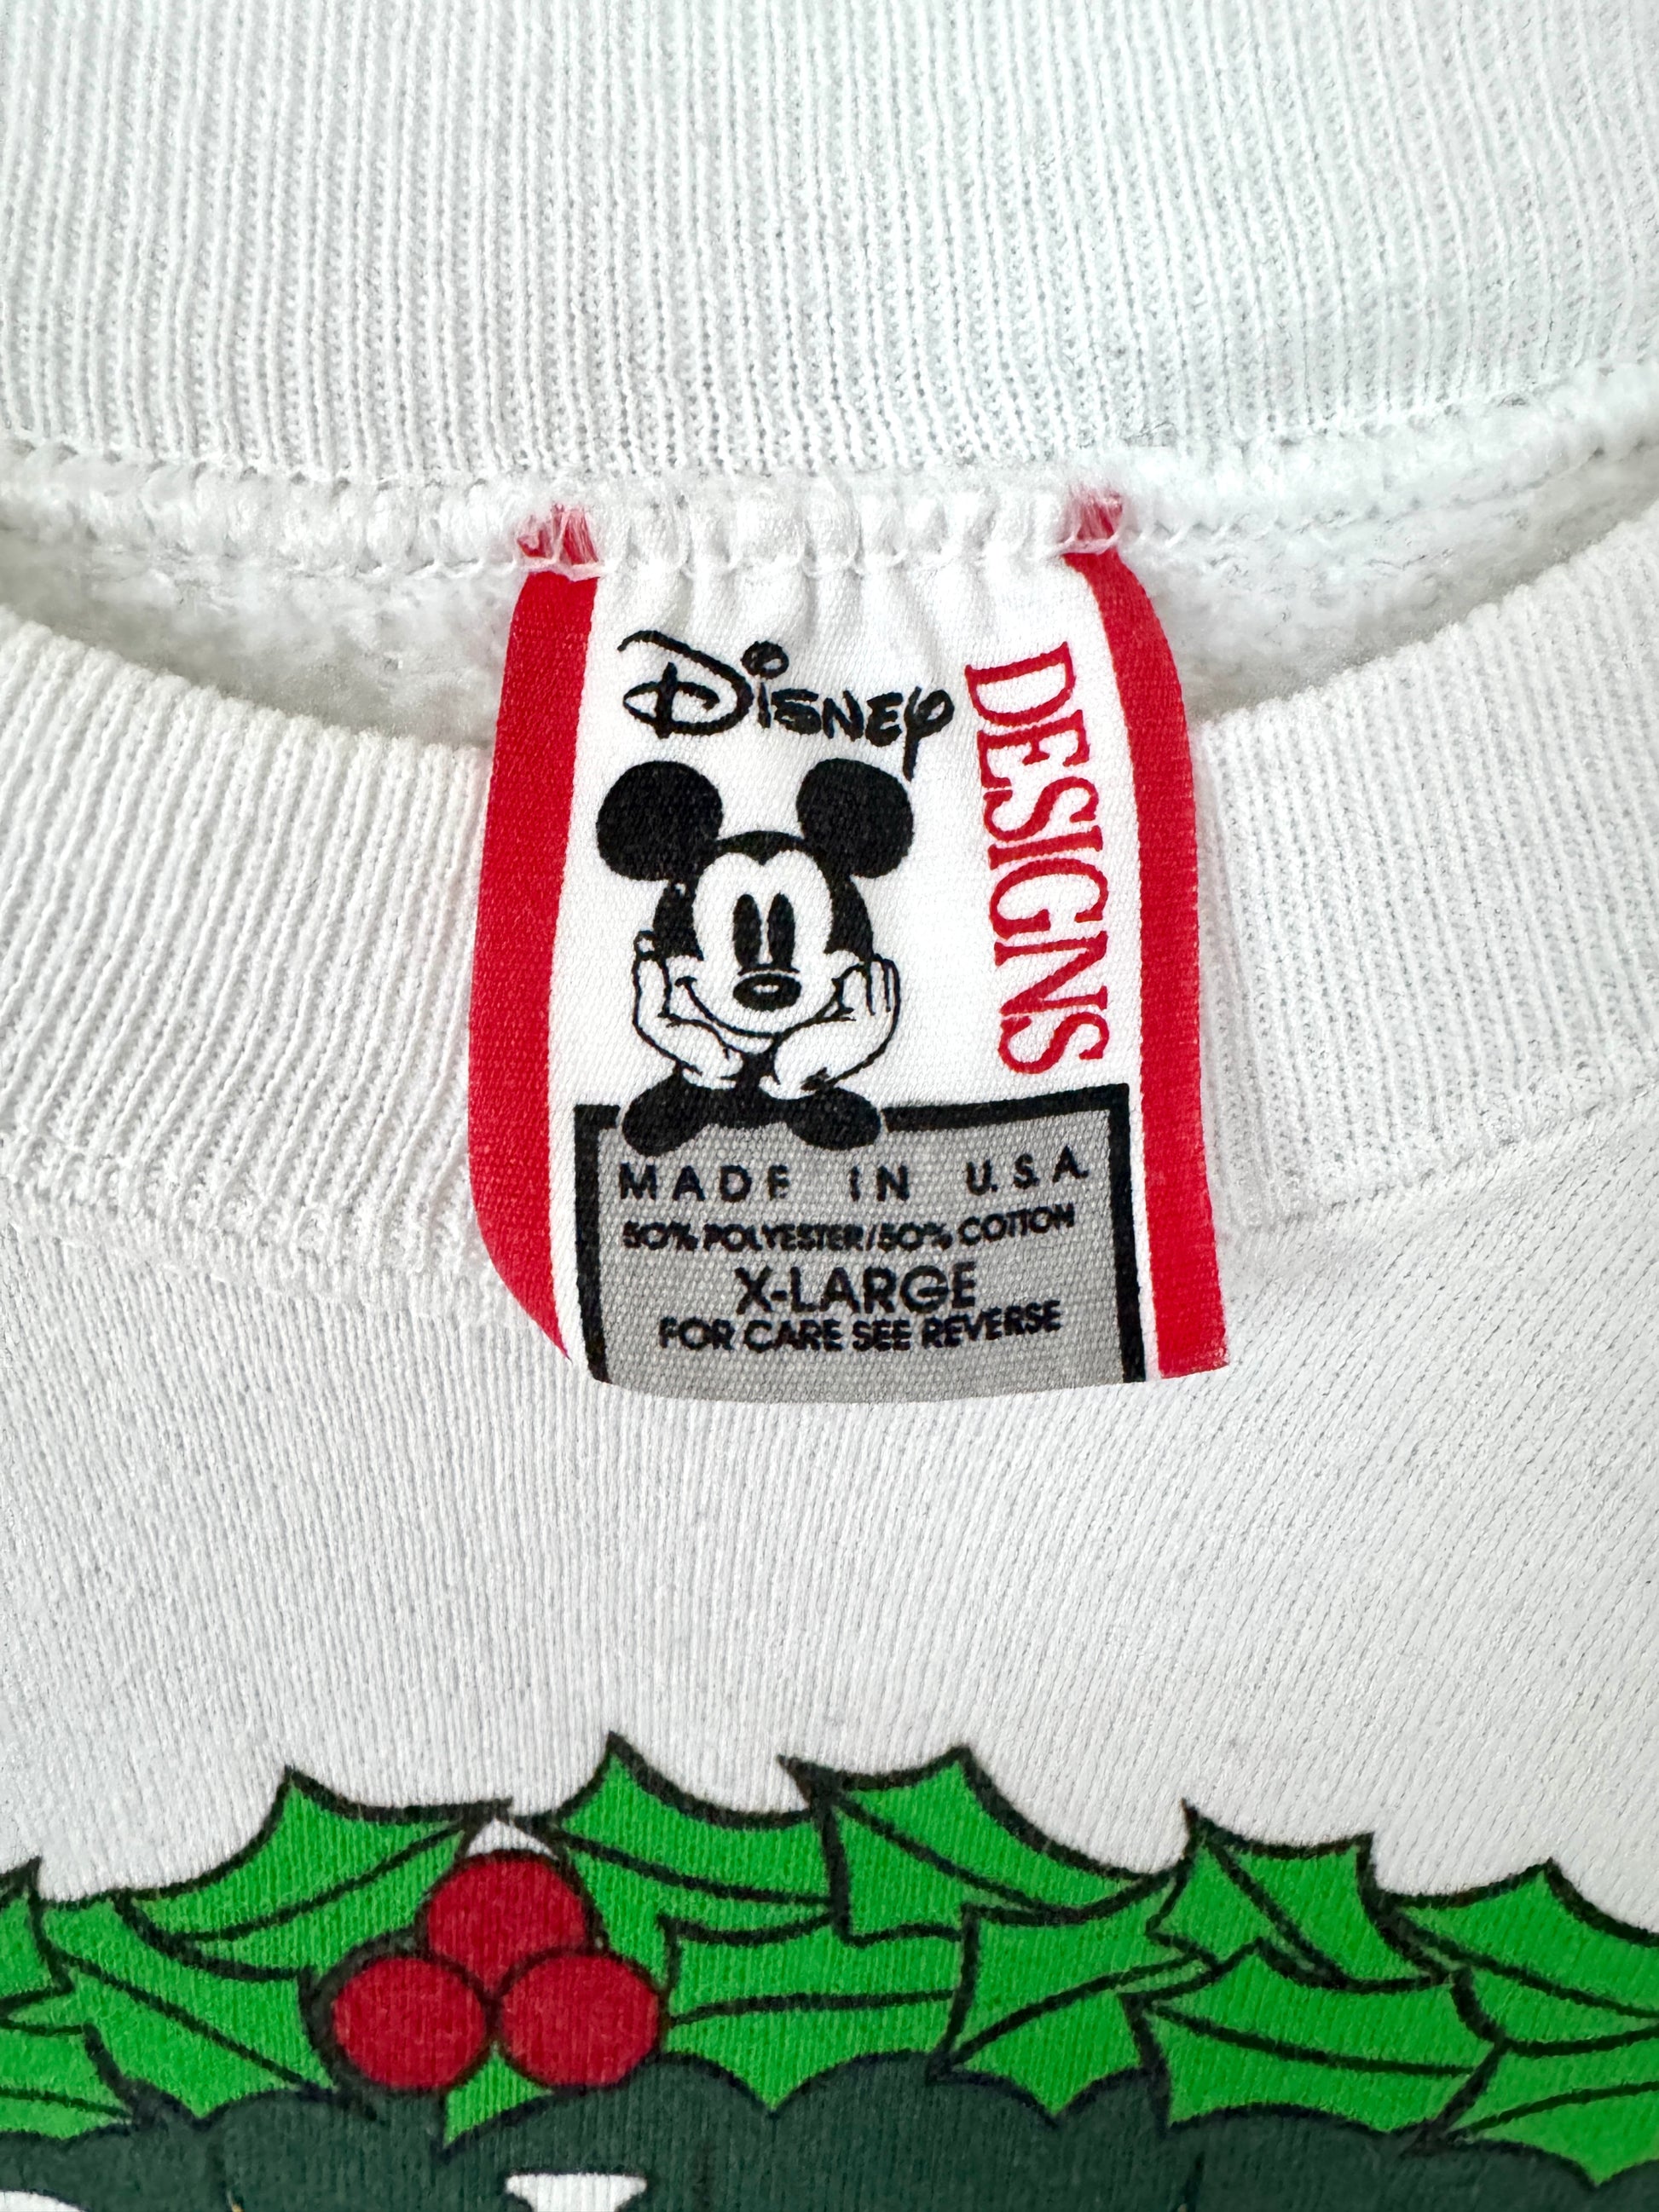 Disney
DESIGNS
MADE IN U.S.A.
50% POLYESTER/50% COTTON
X-LARGE
FOR CARE SEE REVERSE